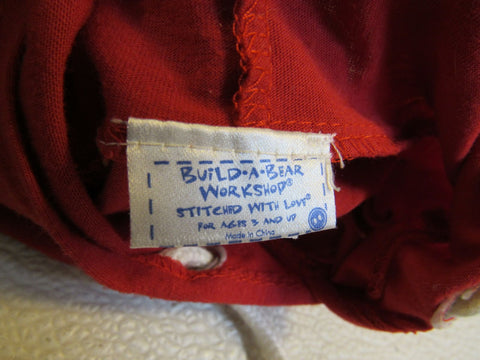 BUILD-A-BEAR
WORKSHOP®
STITCHED WITH LOVE®
FOR AGES 3 AND UP
Made in China